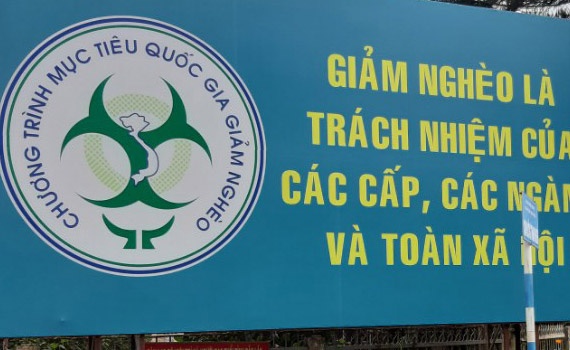 CHƯƠNG TRÌNH MỤC TIÊU QUỐC GIA GIẢM NGHÈO
GIẢM NGHÈO LÀ
TRÁCH NHIỆM CỦA
CÁC CẤP, CÁC NGÀN
VÀ TOÀN XÃ HỘI